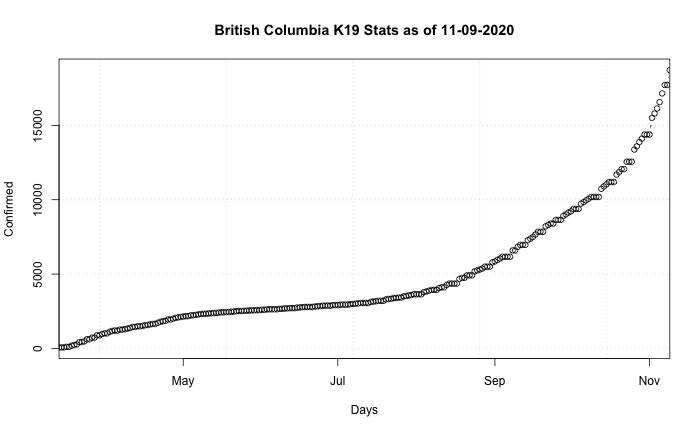 British Columbia K19 Stats as of 11-09-2020
Confirmed
15000
10000
5000
0
May Jul Sep Nov
Days